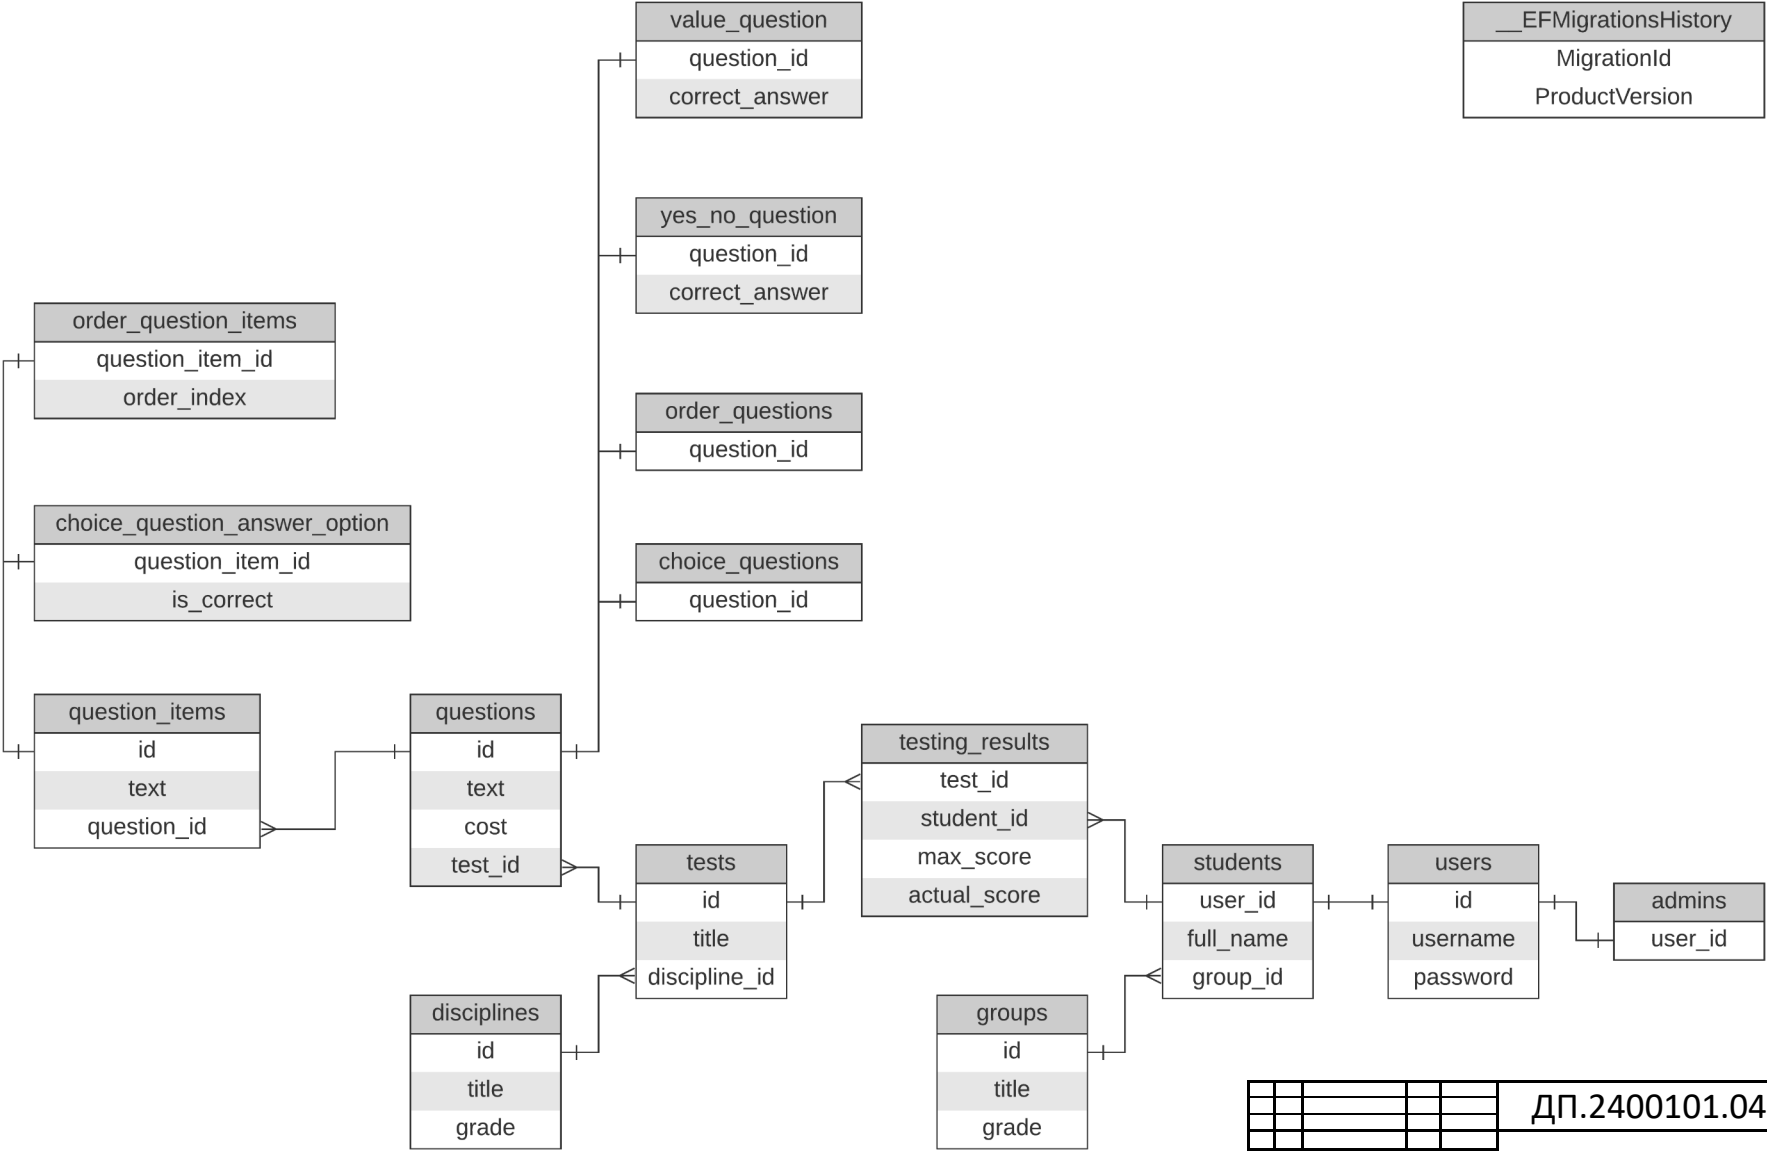 value_question
question_id
correct_answer
__EFMigrationsHistory
MigrationId
ProductVersion
yes_no_question
question_id
correct_answer
order_question_items
question_item_id
order_index
order_questions
question_id
choice_question_answer_option
question_item_id
is_correct
choice_questions
question_id
question_items
id
text
question_id
questions
id
text
cost
test_id
testing_results
test_id
student_id
max_score
actual_score
tests
id
title
discipline_id
students
user_id
full_name
group_id
users
id
username
password
admins
user_id
disciplines
id
title
grade
groups
id
title
grade
ДП.2400101.04